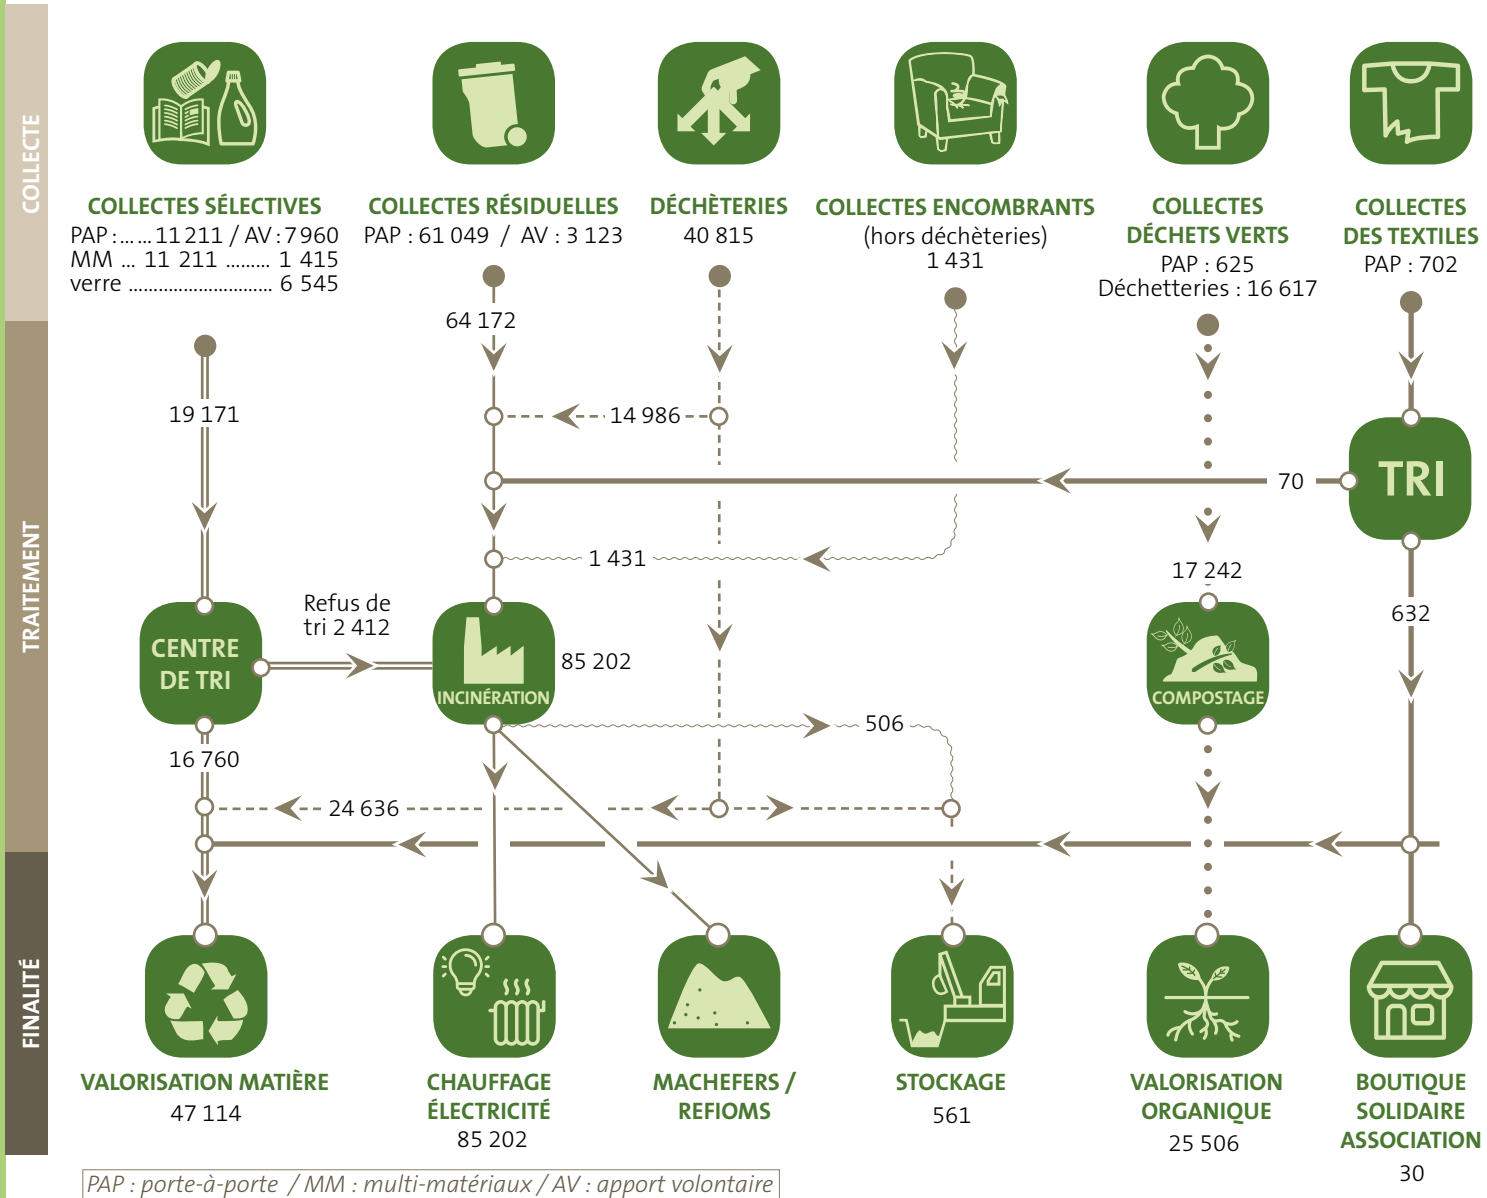 COLLECTE
COLLECTES SÉLECTIVES
PAP :... ... 11 211 / AV : 7 960
MM ... 11 211 ......... 1 415
verre ............................. 6 545
COLLECTES RÉSIDUELLES
PAP : 61 049 / AV : 3 123
DÉCHÈTERIES
40 815
COLLECTES ENCOMBRANTS
(hors déchèteries)
1 431
COLLECTES
DÉCHETS VERTS
PAP : 625
Déchetteries : 16 617
COLLECTES
DES TEXTILES
PAP : 702
TRAITEMENT
64 172
19 171
14 986
70
TRI
1 431
17 242
632
Refus de
tri 2 412
CENTRE
DE TRI
INCINÉRATION
85 202
COMPOSTAGE
506
16 760
24 636
FINALITÉ
VALORISATION MATIÈRE
47 114
CHAUFFAGE
ÉLECTRICITÉ
85 202
MACHEFERS /
REFIOMS
STOCKAGE
561
VALORISATION
ORGANIQUE
25 506
BOUTIQUE
SOLIDAIRE
ASSOCIATION
30
PAP : porte-à-porte / MM : multi-matériaux / AV : apport volontaire